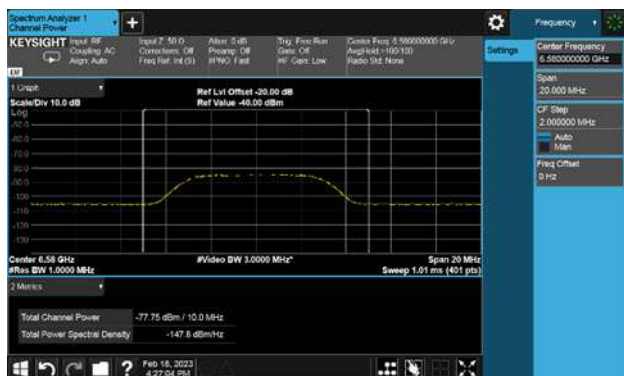 Spectrum Analyzer 1
Channel Power
+
Frequency
KEYSIGHT Input: RF
Coupling: AC
Align: Auto
Input Z: 50 Ω
Corrections: Off
Freq Ref: Int (S)
Atten: 0 dB
Preamp: Off
Trig: Free Run
Gate: Off
#IF Gain: Low
Center Freq: 6.580000000 GHz
Avg|Hold:>100/100
Radio Std: None
Settings
Center Frequency
6.580000000 GHz
Span
20.000 MHz
CF Step
2.000000 MHz
Auto
Man
Freq Offset
0 Hz
1 Graph
Scale/Div 10.0 dB
Ref Lvl Offset -20.00 dB
Ref Value -40.00 dBm
Log
-50.0
-60.0
-70.0
-80.0
-90.0
-100
-110
-120
-130
Center 6.58 GHz
#Video BW 3.0000 MHz*
Span 20 MHz
#Res BW 1.0000 MHz
Sweep 1.01 ms (401 pts)
2 Metrics
Total Channel Power -77.75 dBm / 10.0 MHz
Total Power Spectral Density -147.8 dBm/Hz
?
Feb 18, 2023
4:27:04 PM